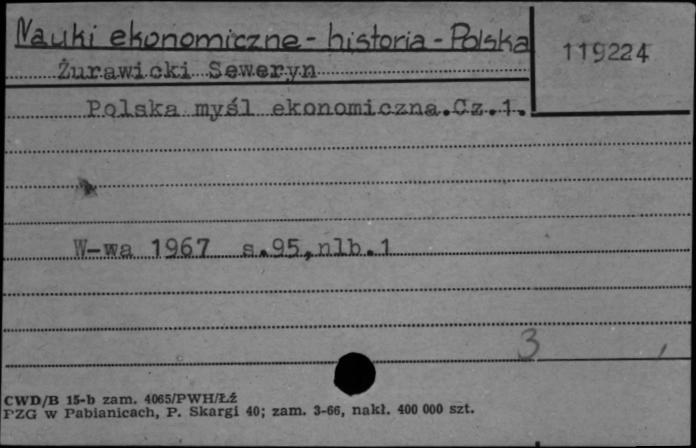 Nauki ekonomiczne - historia - Polska
119224
Żurawicki Seweryn
Polska myśl ekonomiczna.Cz.1.
W-wa 1967 s.95,nlb.1
3
CWD/B 15-b zam. 4065/PWH/Łź
PZG w Pabianicach, P. Skargi 40; zam. 3-66, nakł. 400 000 szt.